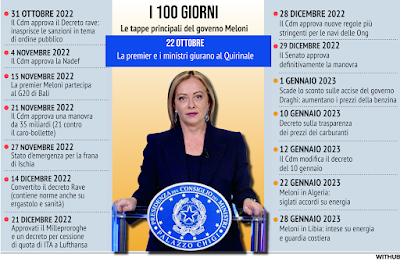 I 100 GIORNI
Le tappe principali del governo Meloni
22 OTTOBRE
La premier e i ministri giurano al Quirinale
31 OTTOBRE 2022
Il Cdm approva il Decreto rave:
inasprisce le sanzioni in tema
di ordine pubblico
4 NOVEMBRE 2022
Il Cdm approva la Nadef
15 NOVEMBRE 2022
La premier Meloni partecipa
al G20 di Bali
21 NOVEMBRE 2022
Il Cdm approva una manovra
da 35 miliardi (21 contro
il caro-bollette)
27 NOVEMBRE 2022
Stato d'emergenza per la frana
di Ischia
14 DICEMBRE 2022
Convertito il decreto Rave
(contiene norme anche su
ergastolo e sanità)
21 DICEMBRE 2022
Approvati il Milleproroghe
e un decreto per cessione
di quota di ITA a Lufthansa
28 DICEMBRE 2022
Il Cdm approva nuove regole più
stringenti per le navi delle Ong
29 DICEMBRE 2022
Il Senato approva
definitivamente la manovra
1 GENNAIO 2023
Scade lo sconto sulle accise del governo
Draghi: aumentano i prezzi della benzina
10 GENNAIO 2023
Decreto sulla trasparenza
dei prezzi dei carburanti
12 GENNAIO 2023
Il Cdm modifica il decreto
del 10 gennaio
22 GENNAIO 2023
Meloni in Algeria:
siglati accordi su energia
28 GENNAIO 2023
Meloni in Libia: intese su energia
e guardia costiera
PRESIDENZA DEL CONSIGLIO DEI MINISTRI
PALAZZO CHIGI
WITHUB